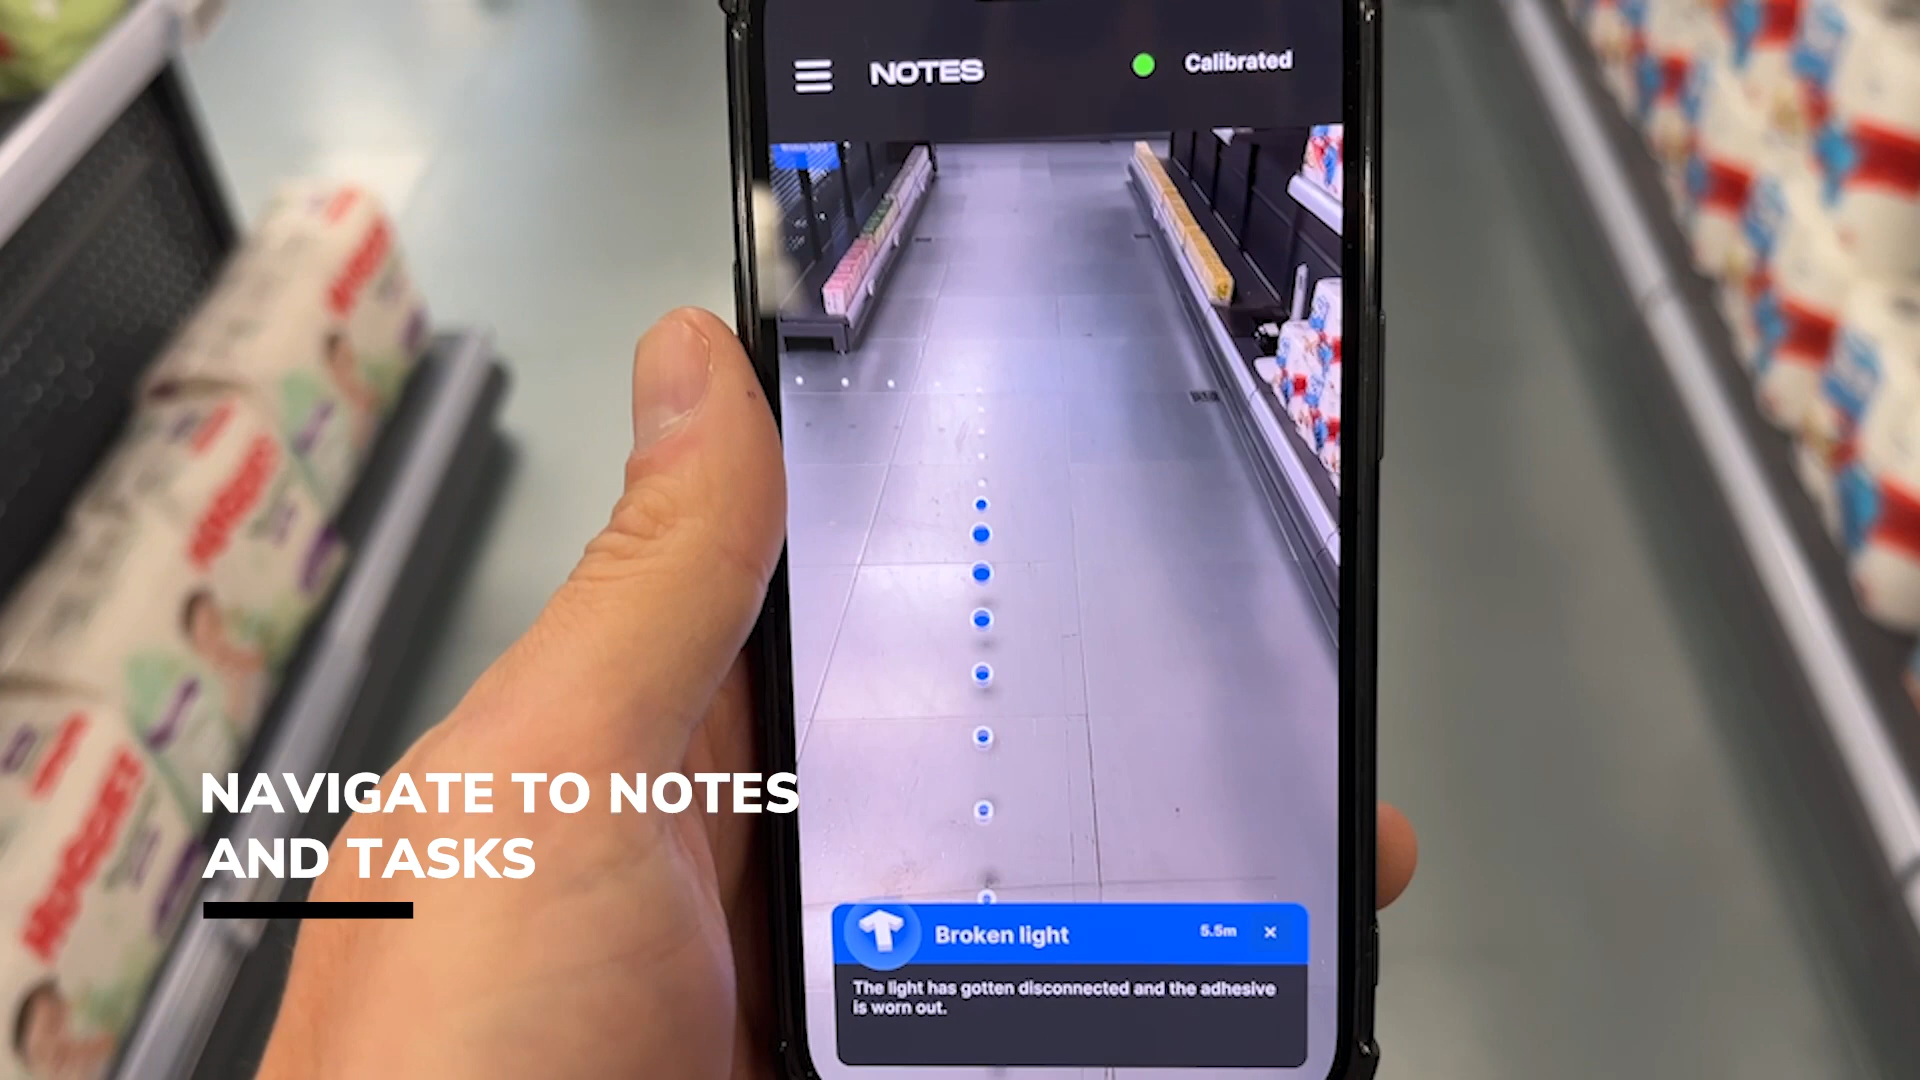 NOTES
Calibrated
Broken light
5.5m
The light has gotten disconnected and the adhesive
is worn out.
NAVIGATE TO NOTES
AND TASKS